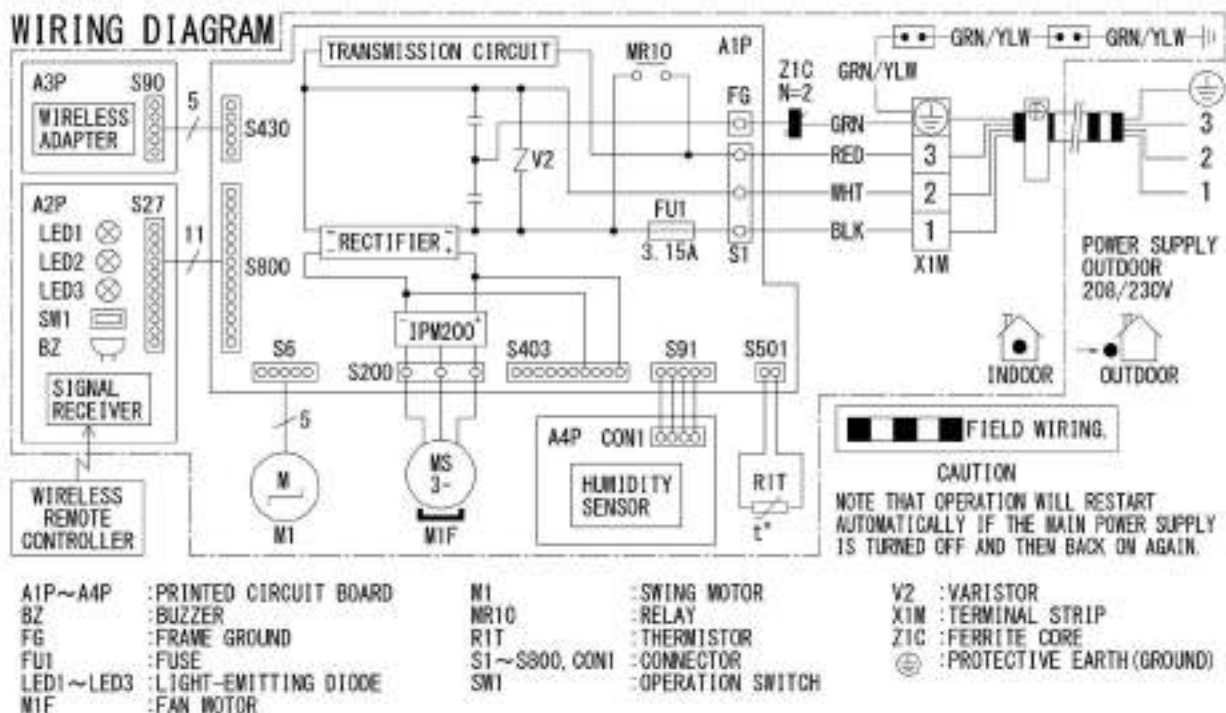 WIRING DIAGRAM
TRANSMISSION CIRCUIT
MR10
A1P
GRN/YLW
GRN/YLW
A3P
S90
WIRELESS
ADAPTER
5
S430
FG
Z1C
N=2
GRN/YLW
GRN
RED
WHT
BLK
3
2
1
X1M
3
2
1
V2
FU1
3.15A
S1
A2P
S27
LED1
LED2
LED3
SW1
BZ
11
S800
- RECTIFIER ~
~ +
SIGNAL
RECEIVER
- IPM200 +
S6
S200
S403
S91
S501
POWER SUPPLY
OUTDOOR
208/230V
INDOOR
OUTDOOR
5
M
M1
MS
3~
M1F
A4P
CON1
HUMIDITY
SENSOR
R1T
t°
FIELD WIRING.
WIRELESS
REMOTE
CONTROLLER
CAUTION
NOTE THAT OPERATION WILL RESTART
AUTOMATICALLY IF THE MAIN POWER SUPPLY
IS TURNED OFF AND THEN BACK ON AGAIN.
A1P~A4P :PRINTED CIRCUIT BOARD
BZ :BUZZER
FG :FRAME GROUND
FU1 :FUSE
LED1~LED3 :LIGHT-EMITTING DIODE
M1F :FAN MOTOR
M1 :SWING MOTOR
MR10 :RELAY
R1T :THERMISTOR
S1~S800, CON1 :CONNECTOR
SW1 :OPERATION SWITCH
V2 :VARISTOR
X1M :TERMINAL STRIP
Z1C :FERRITE CORE
:PROTECTIVE EARTH(GROUND)